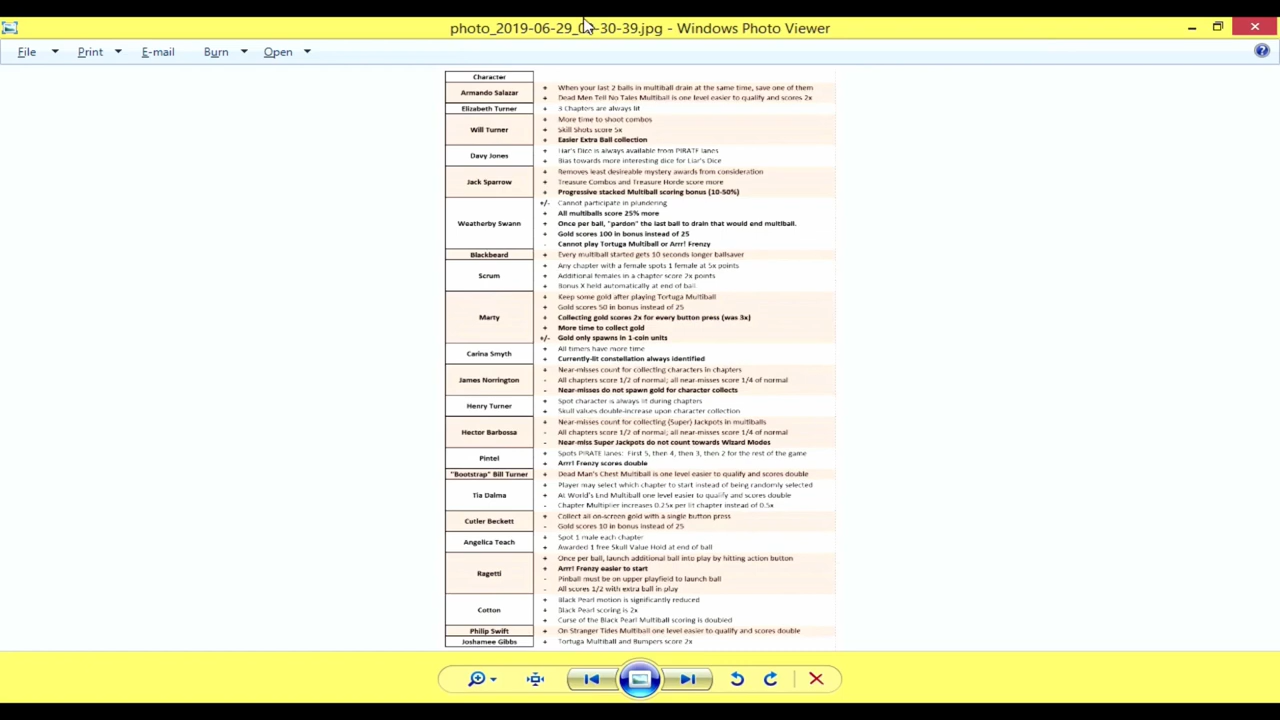 photo_2019-06-29_0 -30-39.jpg - Windows Photo Viewer
File Print E-mail Burn Open
Character
Armando Salazar
+ When your last 2 balls in multiball drain at the same time, save one of them
+ Dead Men Tell No Tales Multiball is one level easier to qualify and scores 2x
Elizabeth Turner
+ 3 Chapters are always lit
Will Turner
+ More time to shoot combos
+ Skill Shots score 5x
+ Easier Extra Ball collection
Davy Jones
+ Liar's Dice is always available from PIRATE lanes
+ Bias towards more interesting dice for Liar's Dice
Jack Sparrow
+ Removes least desireable mystery awards from consideration
+ Treasure Combus and Treasure Horde score more
+ Progressive stacked Multiball scoring bonus (10-50%)
Weatherby Swann
+/- Cannot participate in plundering
+ All multiballs score 25% more
+ Once per ball, "pardon" the last ball to drain that would end multiball.
+ Gold scores 100 in bonus instead of 25
- Cannot play Tortuga Multiball or Arrr! Frenzy
Blackbeard
+ Every multiball started gets 10 seconds longer ballsaver
Scrum
+ Any chapter with a female spots 1 female at 5x points
+ Additional females in a chapter score 2x points
+ Bonus X held automatically at end of ball
Marty
+ Keep some gold after playing Tortuga Multiball
+ Gold scores 50 in bonus instead of 25
+ Collecting gold scores 2x for every button press (was 3x)
+ More time to collect gold
+/- Gold only spawns in 1-coin units
Carina Smyth
+ All timers have more time
+ Currently-lit constellation always identified
James Norrington
+ Near-misses count for collecting characters in chapters
- All chapters score 1/2 of normal; all near-misses score 1/4 of normal
- Near-misses do not spawn gold for character collects
Henry Turner
+ Spot character is always lit during chapters
+ Skull values double-increase upon character collection
Hector Barbossa
+ Near-misses count for collecting (Super) Jackpots in multiballs
- All chapters score 1/2 of normal; all near-misses score 1/4 of normal
- Near-miss Super Jackpots do not count towards Wizard Modes
Pintel
+ Spots PIRATE lanes: First 5, then 4, then 3, then 2 for the rest of the game
+ Arrr! Frenzy scores double
"Bootstrap" Bill Turner
+ Dead Man's Chest Multiball is one level easier to qualify and scores double
Tia Dalma
+ Player may select which chapter to start instead of being randomly selected
+ At World's End Multiball one level easier to qualify and scores double
- Chapter Multiplier increases 0.25x per lit chapter instead of 0.5x
Cutler Beckett
+ Collect all on-screen gold with a single button press
- Gold scores 10 in bonus instead of 25
Angelica Teach
+ Spot 1 male each chapter
+ Awarded 1 free Skull Value Hold at end of ball
Ragetti
+ Once per ball, launch additional ball into play by hitting action button
+ Arrr! Frenzy easier to start
- Pinball must be on upper playfield to launch ball
- All scores 1/2 with extra ball in play
Cotton
+ Black Pearl motion is significantly reduced
+ Black Pearl scoring is 2x
+ Curse of the Black Pearl Multiball scoring is doubled
Philip Swift
+ On Stranger Tides Multiball one level easier to qualify and scores double
Joshamee Gibbs
+ Tortuga Multiball and Bumpers score 2x